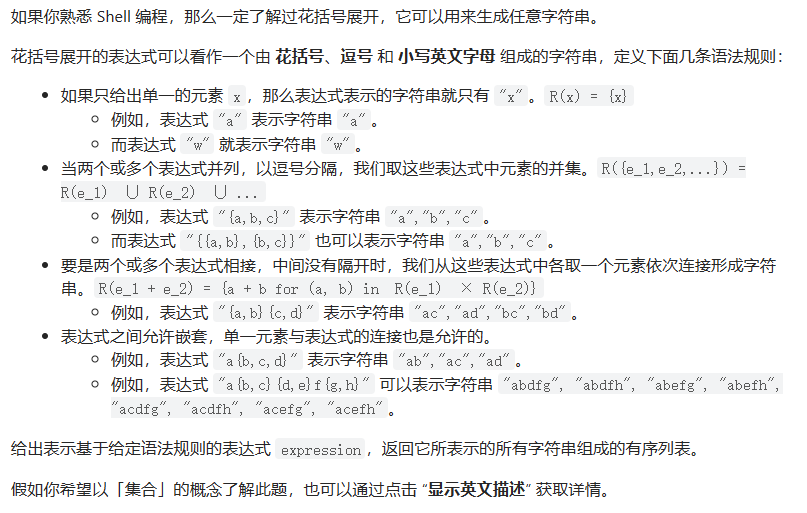 如果你熟悉 Shell 编程，那么一定了解过花括号展开，它可以用来生成任意字符串。
花括号展开的表达式可以看作一个由 花括号、逗号 和 小写英文字母 组成的字符串，定义下面几条语法规则：
• 如果只给出单一的元素 x，那么表达式表示的字符串就只有 "x"。R(x) = {x}
◦ 例如，表达式 "a" 表示字符串 "a"。
◦ 而表达式 "w" 就表示字符串 "w"。
• 当两个或多个表达式并列，以逗号分隔，我们取这些表达式中元素的并集。R({e_1,e_2,...}) =
R(e_1) ∪ R(e_2) ∪ ...
◦ 例如，表达式 "{a,b,c}" 表示字符串 "a","b","c"。
◦ 而表达式 "{{a,b},{b,c}}" 也可以表示字符串 "a","b","c"。
• 要是两个或多个表达式相接，中间没有隔开时，我们从这些表达式中各取一个元素依次连接形成字符
串。R(e_1 + e_2) = {a + b for (a, b) in R(e_1) × R(e_2)}
◦ 例如，表达式 "{a,b}{c,d}" 表示字符串 "ac","ad","bc","bd"。
• 表达式之间允许嵌套，单一元素与表达式的连接也是允许的。
◦ 例如，表达式 "a{b,c,d}" 表示字符串 "ab","ac","ad"。
◦ 例如，表达式 "a{b,c}{d,e}f{g,h}" 可以表示字符串 "abdfg", "abdfh", "abefg", "abefh",
"acdfg", "acdfh", "acefg", "acefh"。
给出表示基于给定语法规则的表达式 expression，返回它所表示的所有字符串组成的有序列表。
假如你希望以「集合」的概念了解此题，也可以通过点击 “显示英文描述” 获取详情。